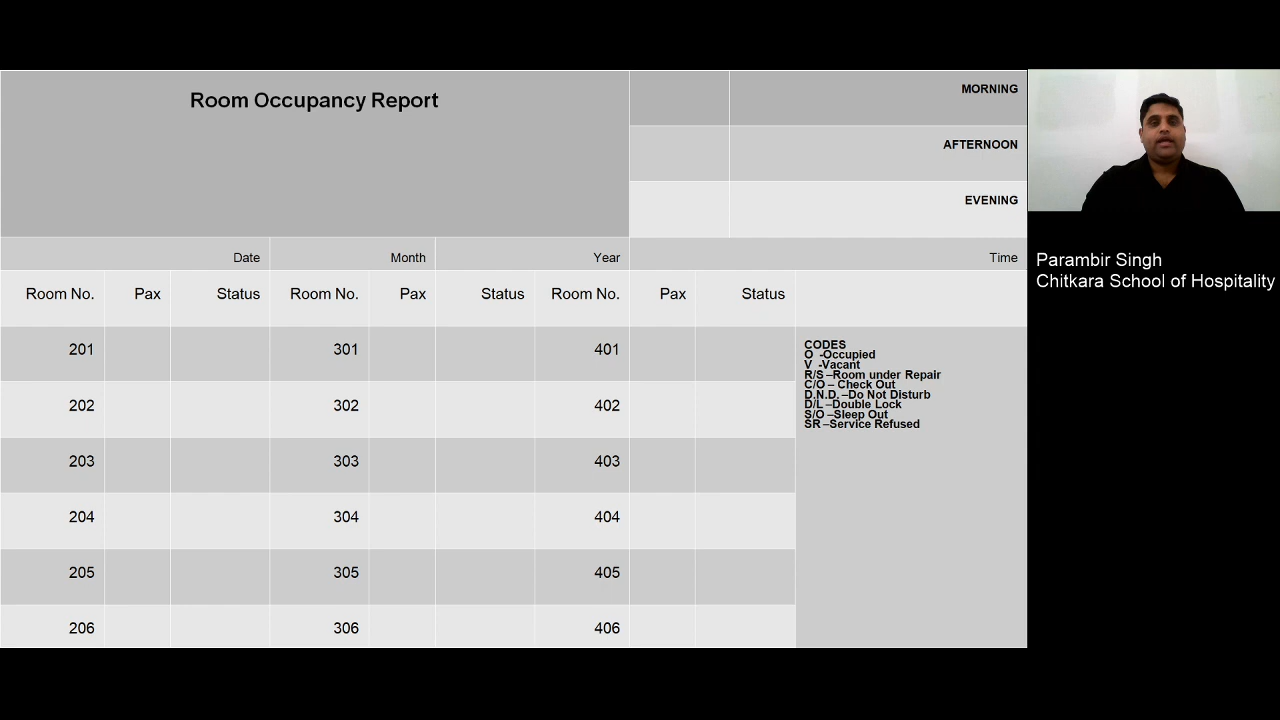 Room Occupancy Report
MORNING
AFTERNOON
EVENING
Date Month Year Time
Room No. Pax Status Room No. Pax Status Room No. Pax Status
201 301 401
202 302 402
203 303 403
204 304 404
205 305 405
206 306 406
CODES
O -Occupied
V -Vacant
R/S –Room under Repair
C/O – Check Out
D.N.D. –Do Not Disturb
D/L –Double Lock
S/O –Sleep Out
SR –Service Refused
Parambir Singh
Chitkara School of Hospitality